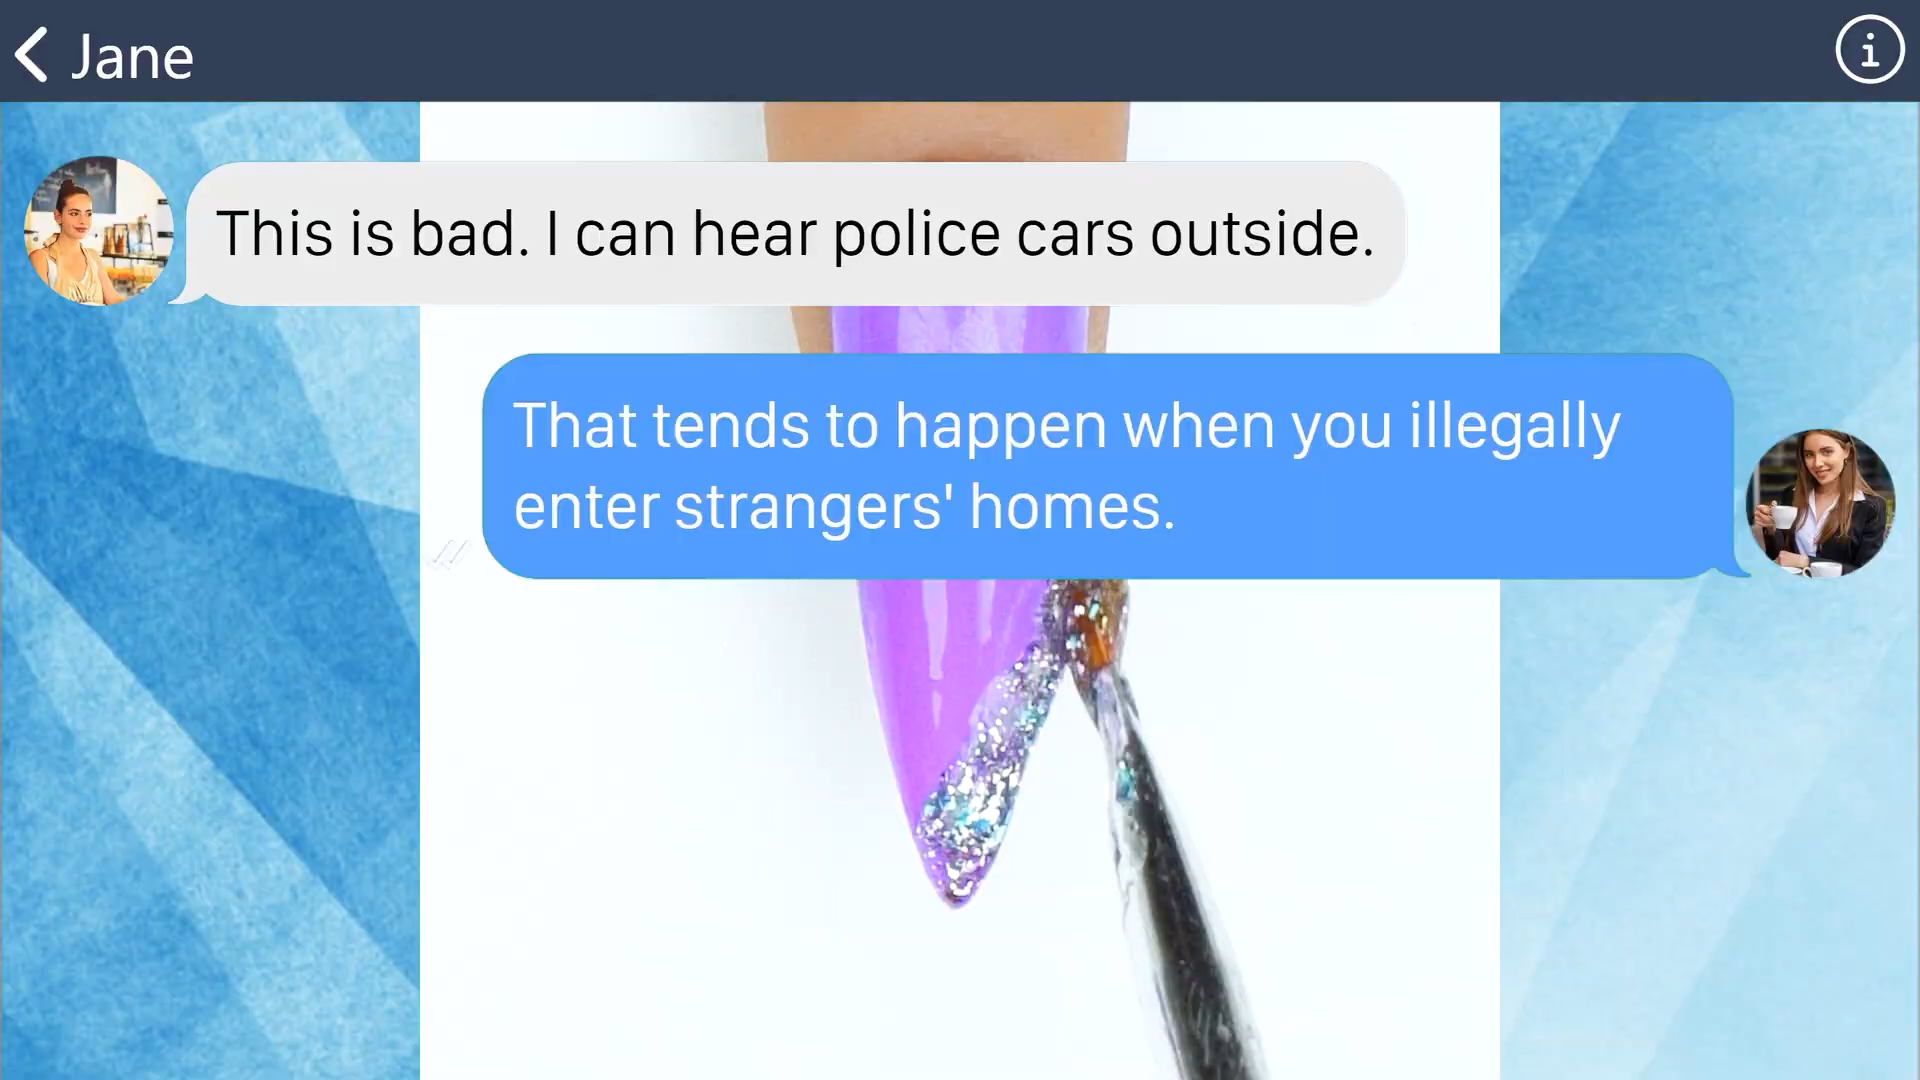 Jane
This is bad. I can hear police cars outside.
That tends to happen when you illegally
enter strangers' homes.